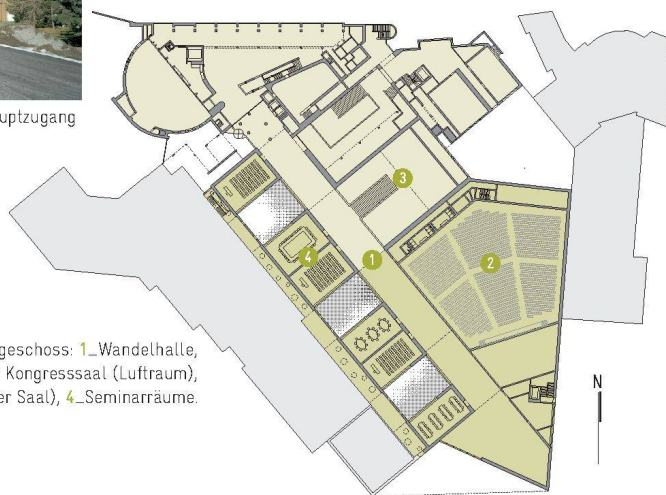 uptzugang
3
4
1
2
geschoss: 1_Wandelhalle,
Kongresssaal (Luftraum),
er Saal), 4_Seminarräume.
N